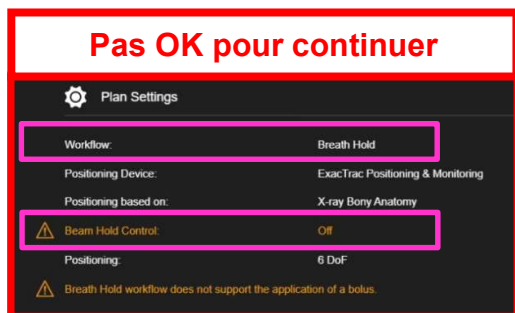 Pas OK pour continuer
Plan Settings
Workflow: Breath Hold
Positioning Device: ExacTrac Positioning & Monitoring
Positioning based on: X-ray Bony Anatomy
Beam Hold Control: Off
Positioning: 6 DoF
Breath Hold workflow does not support the application of a bolus.